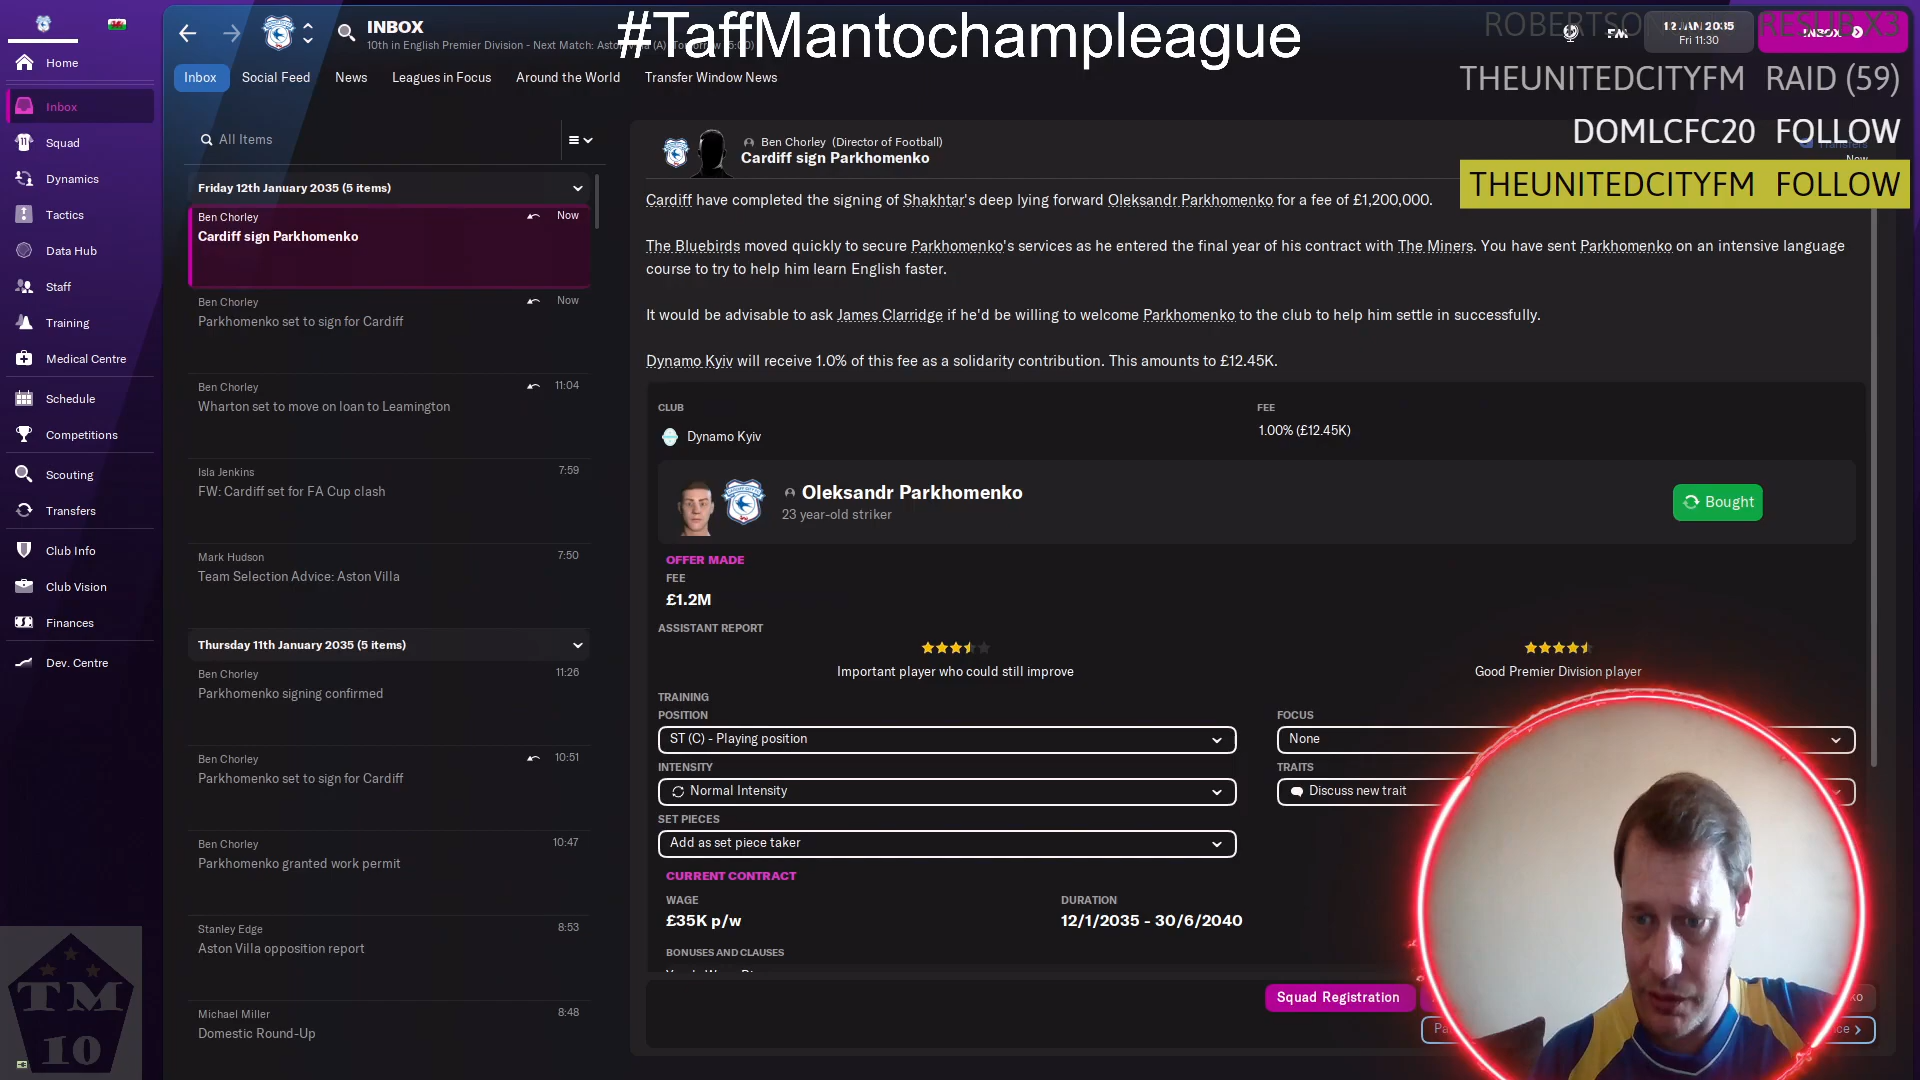 Home
Inbox
Squad
Dynamics
Tactics
Data Hub
Staff
Training
Medical Centre
Schedule
Competitions
Scouting
Transfers
Club Info
Club Vision
Finances
Dev. Centre
TM
10
INBOX
10th in English Premier Division - Next Match:
#TaffMantochampleague
12 JAN 2035
Fri 11:30
FM
INBOX
RESUB X3
THEUNITEDCITYFM RAID (59)
DOMLCFC20 FOLLOW
THEUNITEDCITYFM FOLLOW
Inbox
Social Feed
News
Leagues in Focus
Around the World
Transfer Window News
All Items
Friday 12th January 2035 (5 items)
Ben Chorley
Now
Cardiff sign Parkhomenko
Ben Chorley
Now
Parkhomenko set to sign for Cardiff
Ben Chorley
11:04
Wharton set to move on loan to Leamington
Isla Jenkins
7:59
FW: Cardiff set for FA Cup clash
Mark Hudson
7:50
Team Selection Advice: Aston Villa
Thursday 11th January 2035 (5 items)
Ben Chorley
11:26
Parkhomenko signing confirmed
Ben Chorley
10:51
Parkhomenko set to sign for Cardiff
Ben Chorley
10:47
Parkhomenko granted work permit
Stanley Edge
8:53
Aston Villa opposition report
Michael Miller
8:48
Domestic Round-Up
Ben Chorley (Director of Football)
Cardiff sign Parkhomenko
Transfers
Now
Cardiff have completed the signing of Shakhtar's deep lying forward Oleksandr Parkhomenko for a fee of £1,200,000.
The Bluebirds moved quickly to secure Parkhomenko's services as he entered the final year of his contract with The Miners. You have sent Parkhomenko on an intensive language
course to try to help him learn English faster.
It would be advisable to ask James Clarridge if he'd be willing to welcome Parkhomenko to the club to help him settle in successfully.
Dynamo Kyiv will receive 1.0% of this fee as a solidarity contribution. This amounts to £12.45K.
CLUB
FEE
Dynamo Kyiv
1.00% (£12.45K)
Oleksandr Parkhomenko
23 year-old striker
Bought
OFFER MADE
FEE
£1.2M
ASSISTANT REPORT
Important player who could still improve
Good Premier Division player
TRAINING
POSITION
FOCUS
ST (C) - Playing position
None
INTENSITY
TRAITS
Normal Intensity
Discuss new trait
SET PIECES
Add as set piece taker
CURRENT CONTRACT
WAGE
DURATION
£35K p/w
12/1/2035 - 30/6/2040
BONUSES AND CLAUSES
Squad Registration